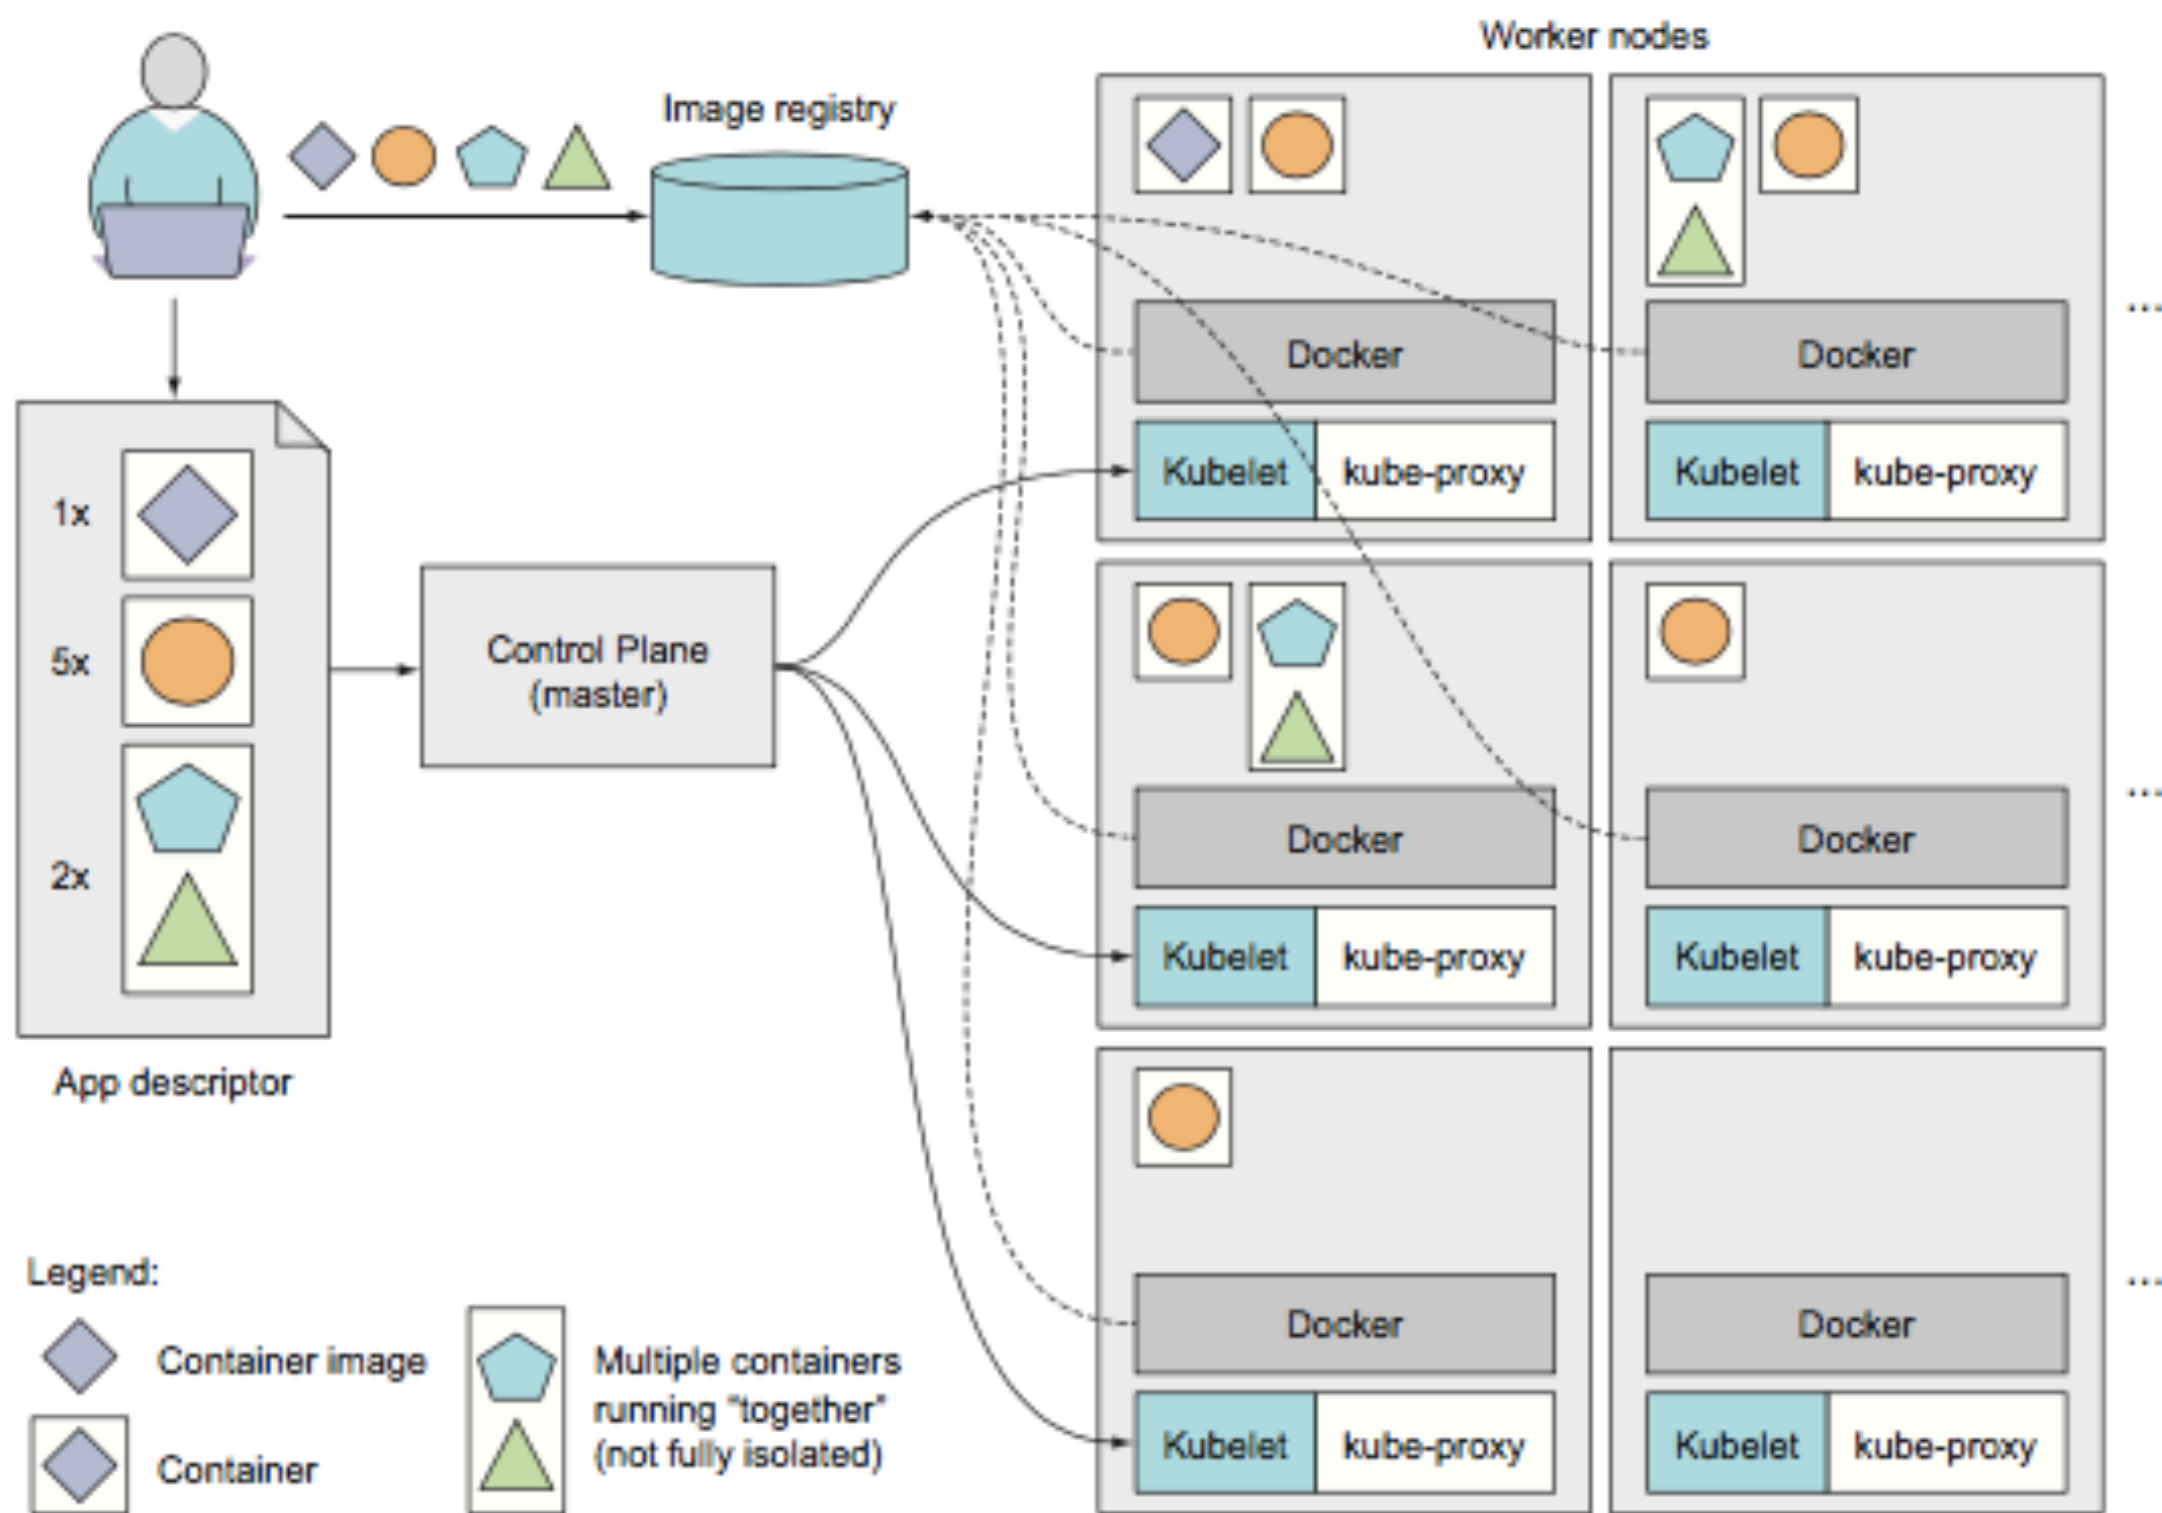 Worker nodes
Image registry
Docker
Docker
...
Kubelet
kube-proxy
Kubelet
kube-proxy
1x
5x
2x
Control Plane
(master)
Docker
Docker
...
Kubelet
kube-proxy
Kubelet
kube-proxy
App descriptor
Docker
Docker
...
Kubelet
kube-proxy
Kubelet
kube-proxy
Legend:
Container image
Container
Multiple containers
running "together"
(not fully isolated)